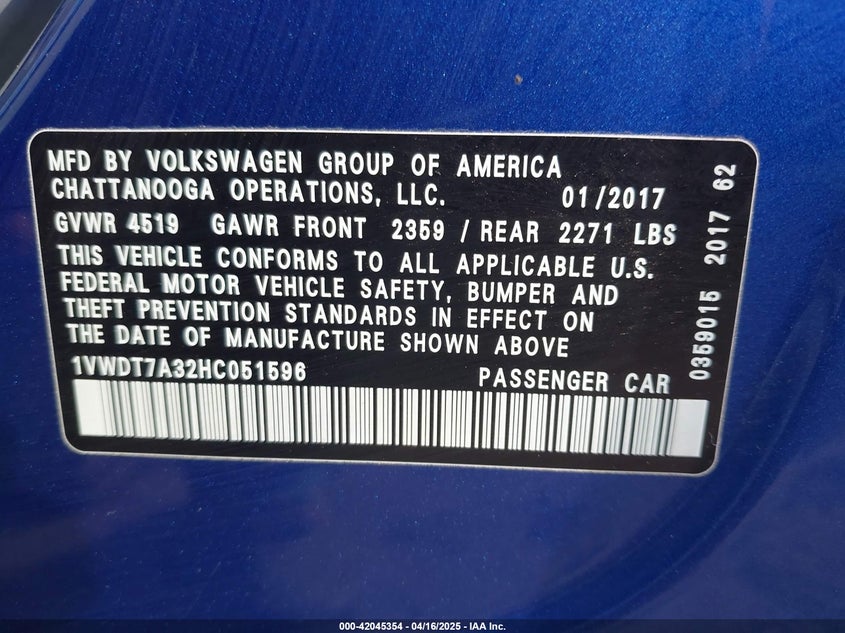 MFD BY VOLKSWAGEN GROUP OF AMERICA
CHATTANOOGA OPERATIONS, LLC. 01/2017
GVWR 4519 GAWR FRONT 2359 / REAR 2271 LBS
THIS VEHICLE CONFORMS TO ALL APPLICABLE U.S.
FEDERAL MOTOR VEHICLE SAFETY, BUMPER AND
THEFT PREVENTION STANDARDS IN EFFECT ON
THE DATE OF MANUFACTURE SHOWN ABOVE
1VWDT7A32HC051596 PASSENGER CAR
0359015 2017 62
000-42045354 - 04/16/2025 - IAA Inc.